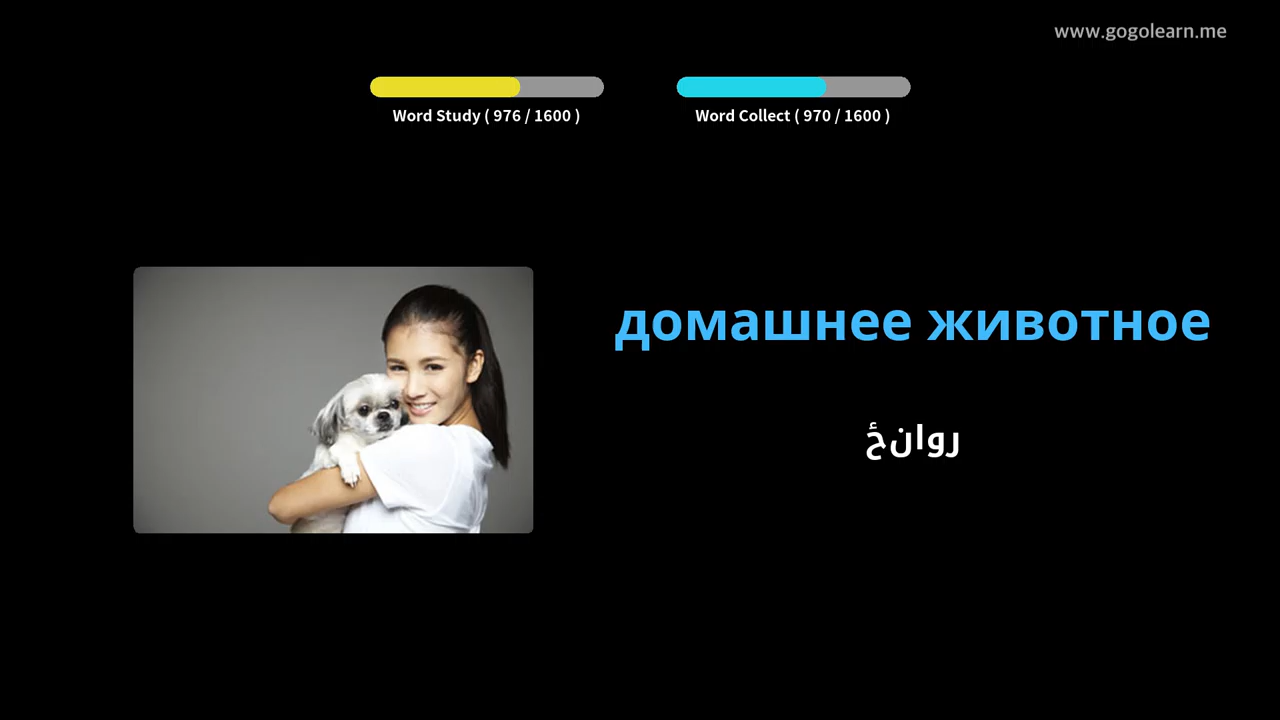 www.gogolearn.me
Word Study ( 976 / 1600 )
Word Collect ( 970 / 1600 )
домашнее животное
روانځ